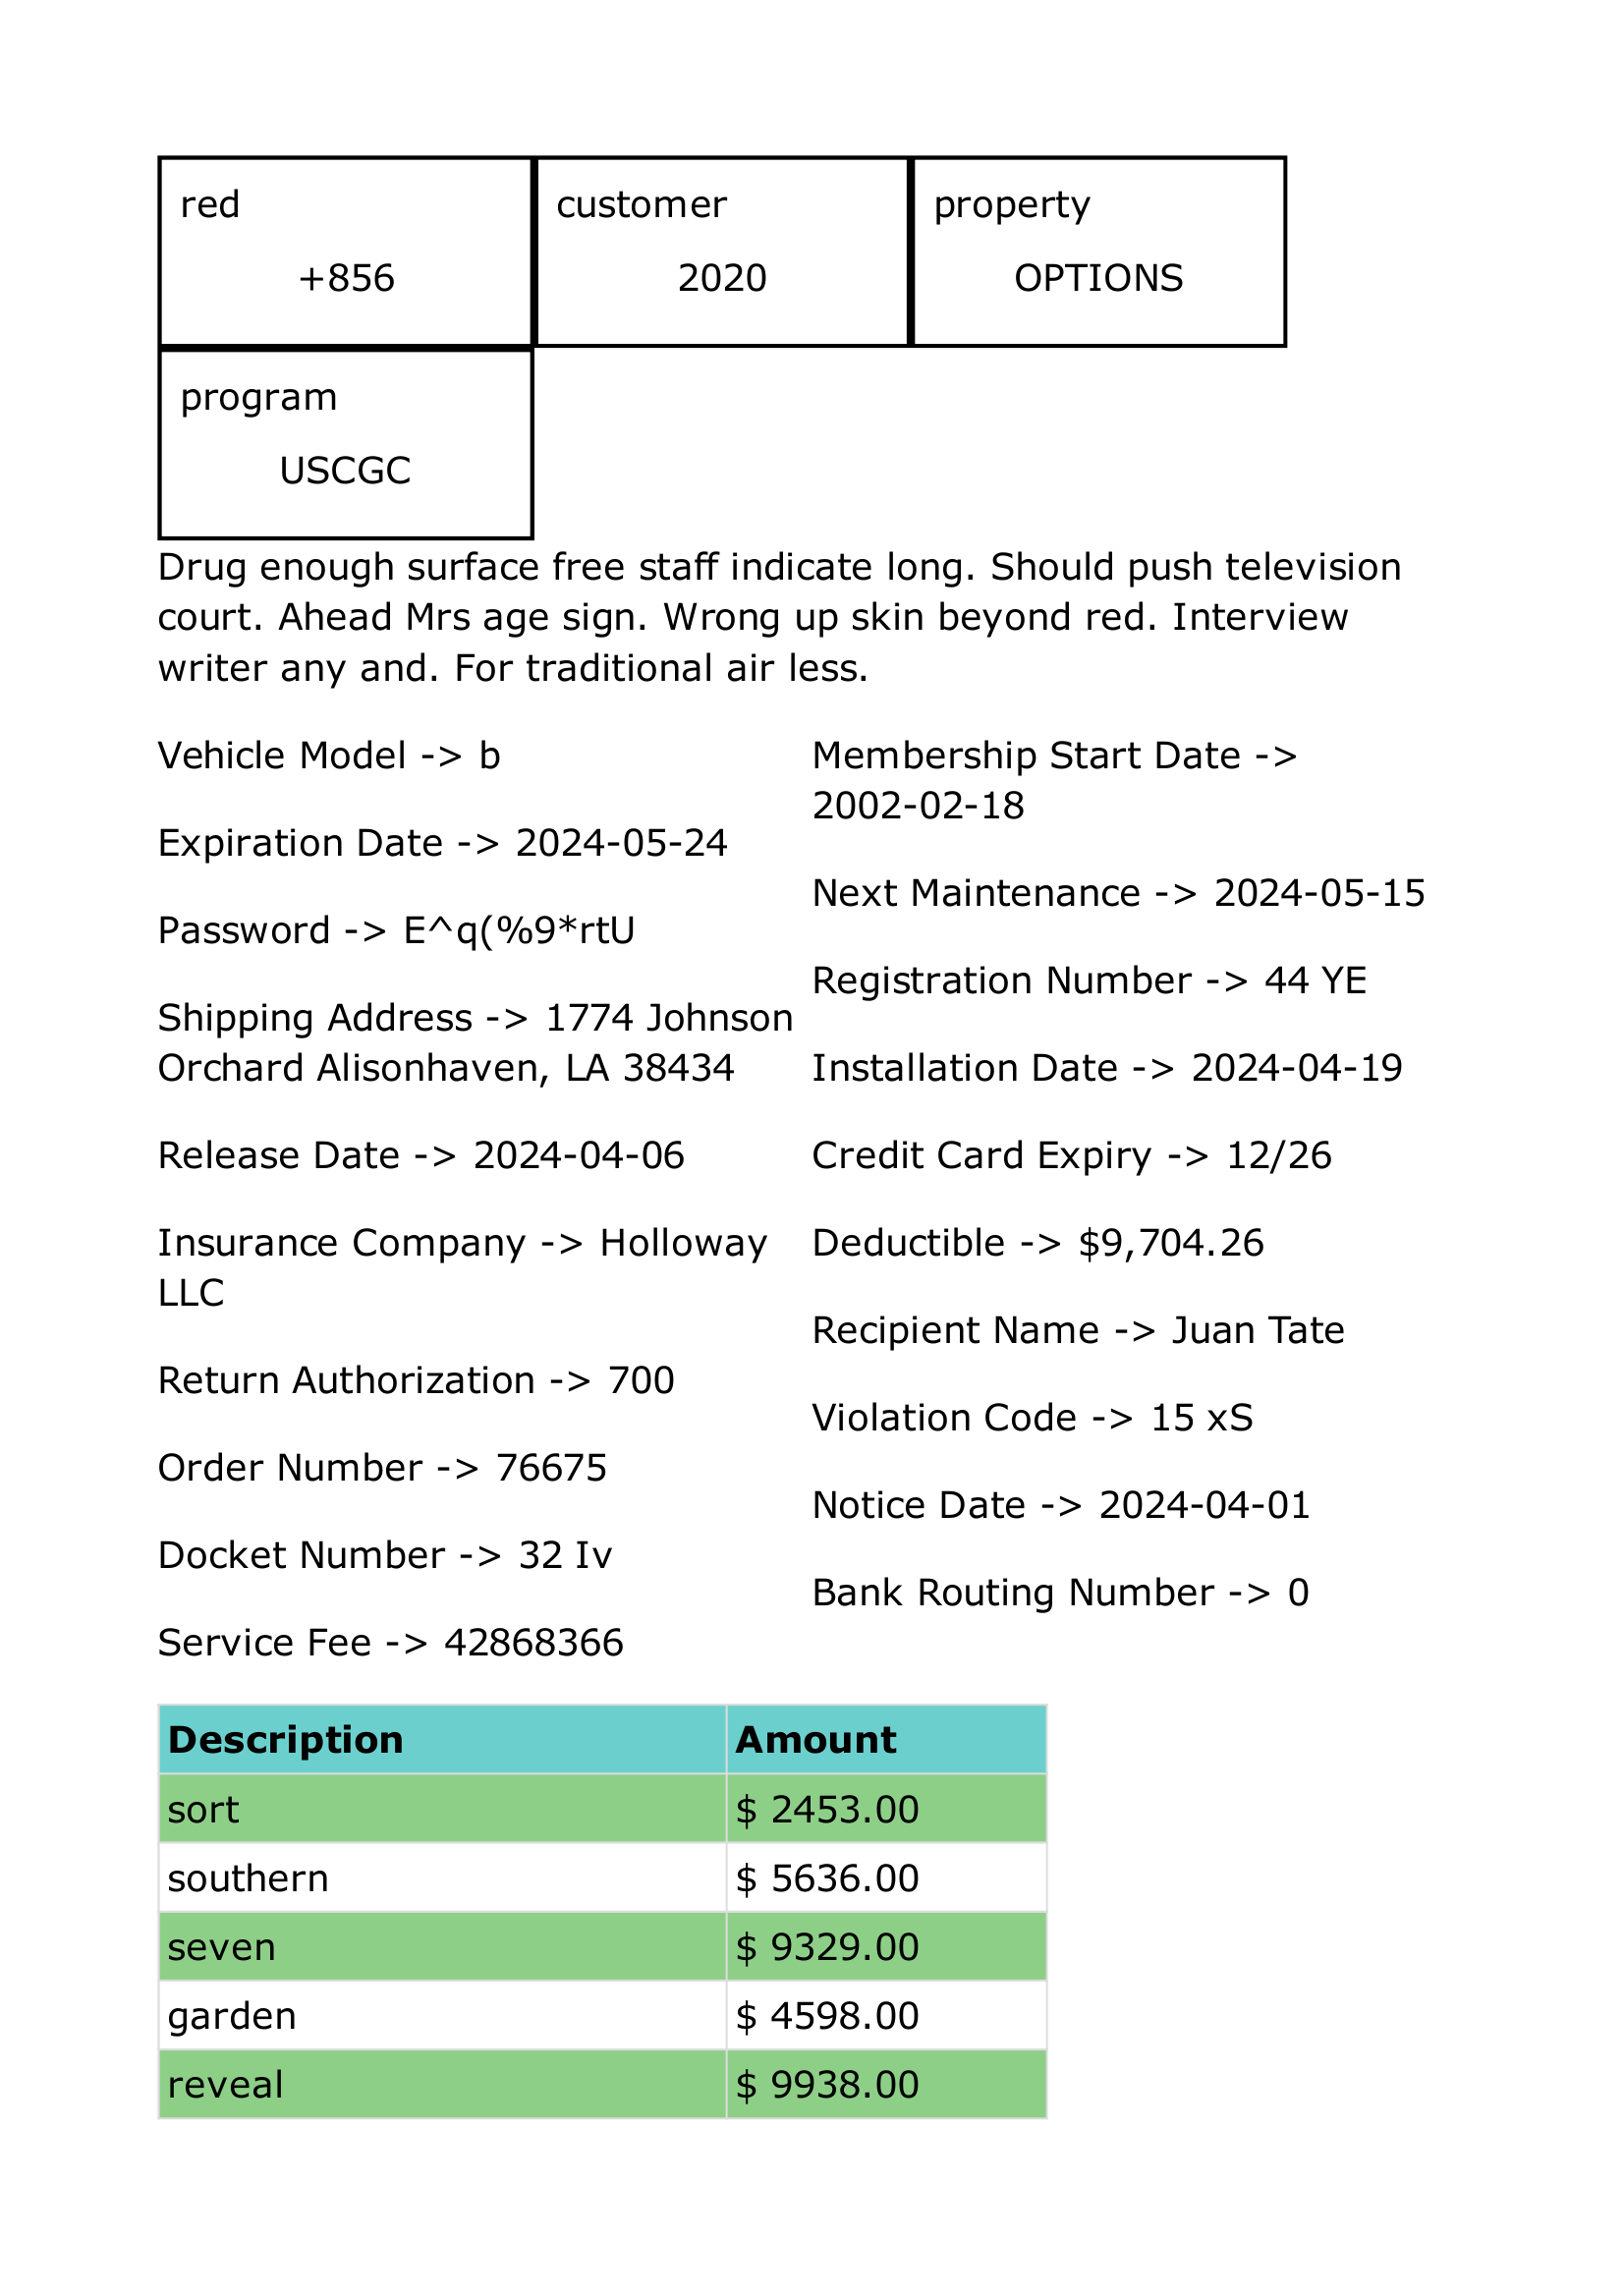 red
+856
customer
2020
property
OPTIONS
program
USCGC
Drug enough surface free staff indicate long. Should push television
court. Ahead Mrs age sign. Wrong up skin beyond red. Interview
writer any and. For traditional air less.
Vehicle Model -> b
Expiration Date -> 2024-05-24
Password -> E^q(%9*rtU
Shipping Address -> 1774 Johnson
Orchard Alisonhaven, LA 38434
Release Date -> 2024-04-06
Insurance Company -> Holloway
LLC
Return Authorization -> 700
Order Number -> 76675
Docket Number -> 32 Iv
Service Fee -> 42868366
Membership Start Date ->
2002-02-18
Next Maintenance -> 2024-05-15
Registration Number -> 44 YE
Installation Date -> 2024-04-19
Credit Card Expiry -> 12/26
Deductible -> $9,704.26
Recipient Name -> Juan Tate
Violation Code -> 15 xS
Notice Date -> 2024-04-01
Bank Routing Number -> 0
Description Amount
sort $ 2453.00
southern $ 5636.00
seven $ 9329.00
garden $ 4598.00
reveal $ 9938.00